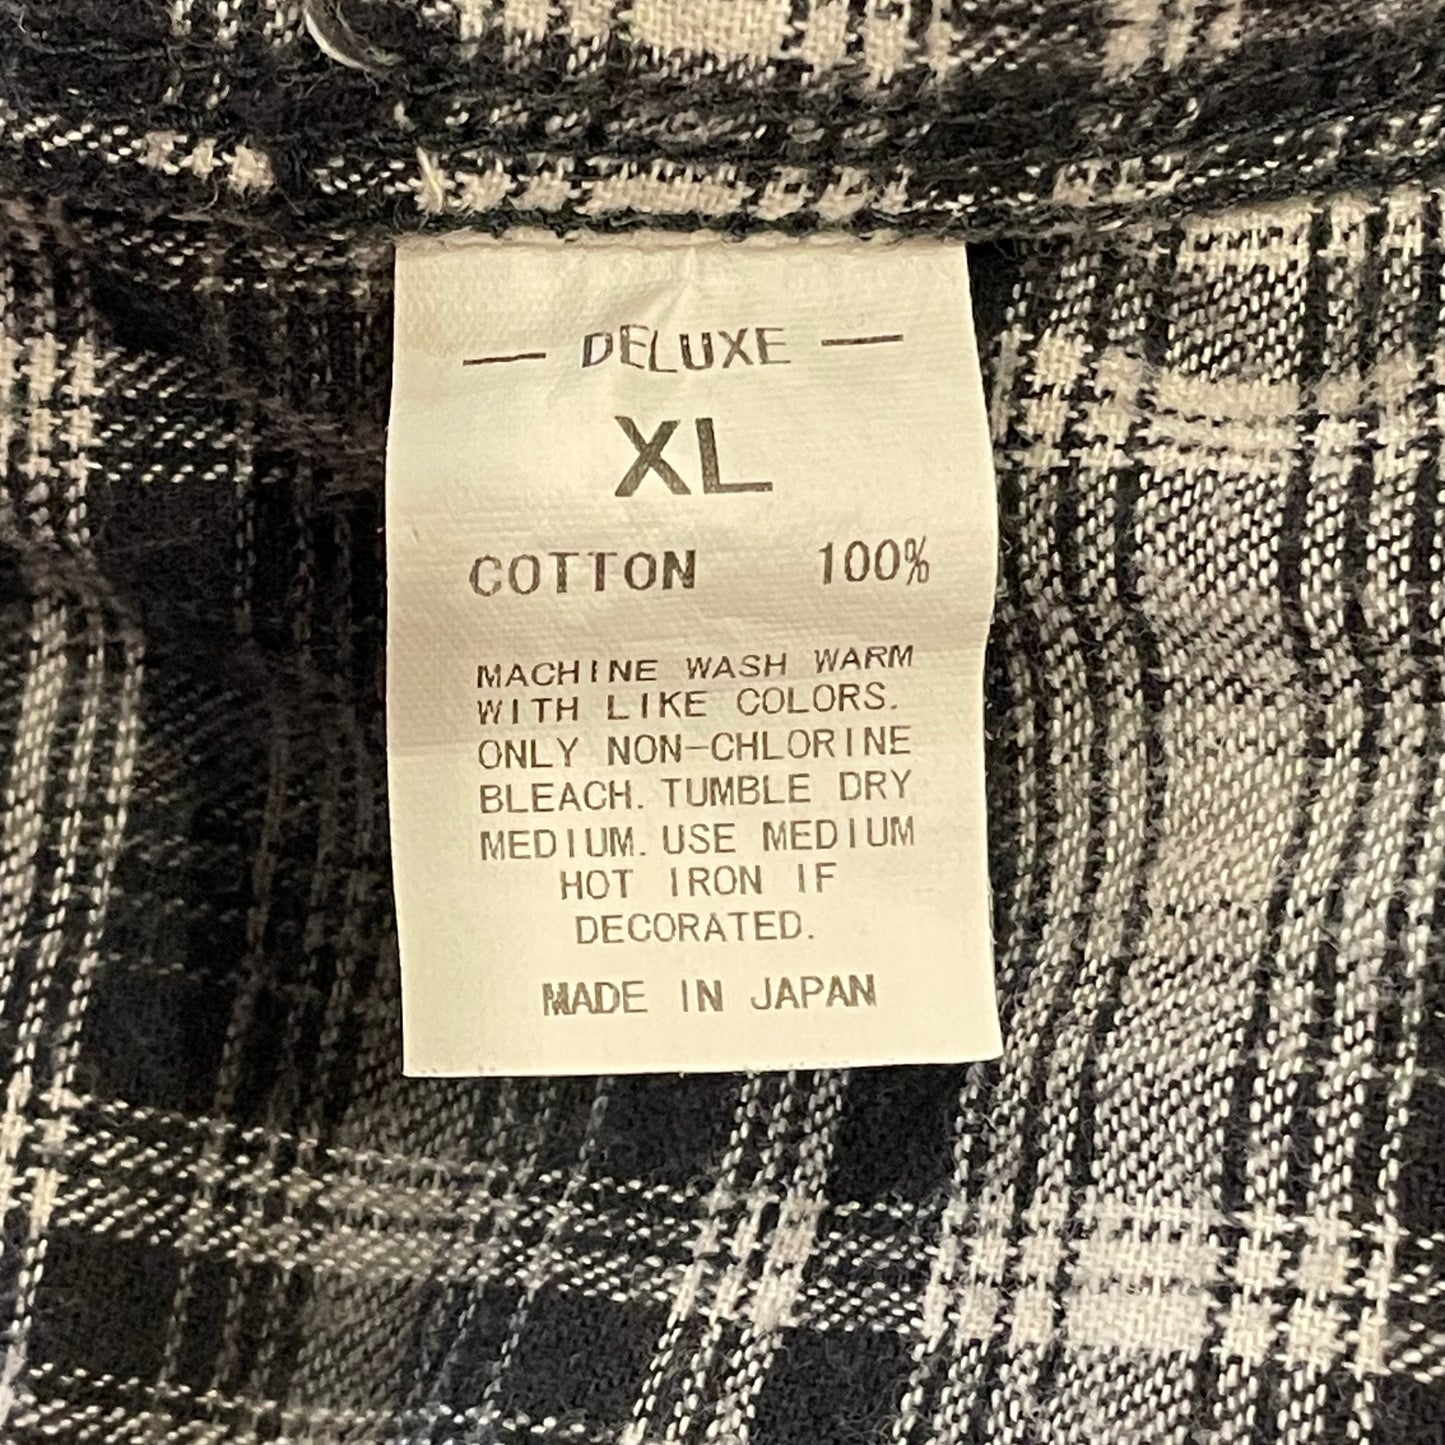 — DELUXE —
XL
COTTON 100%
MACHINE WASH WARM
WITH LIKE COLORS.
ONLY NON-CHLORINE
BLEACH. TUMBLE DRY
MEDIUM. USE MEDIUM
HOT IRON IF
DECORATED.
MADE IN JAPAN